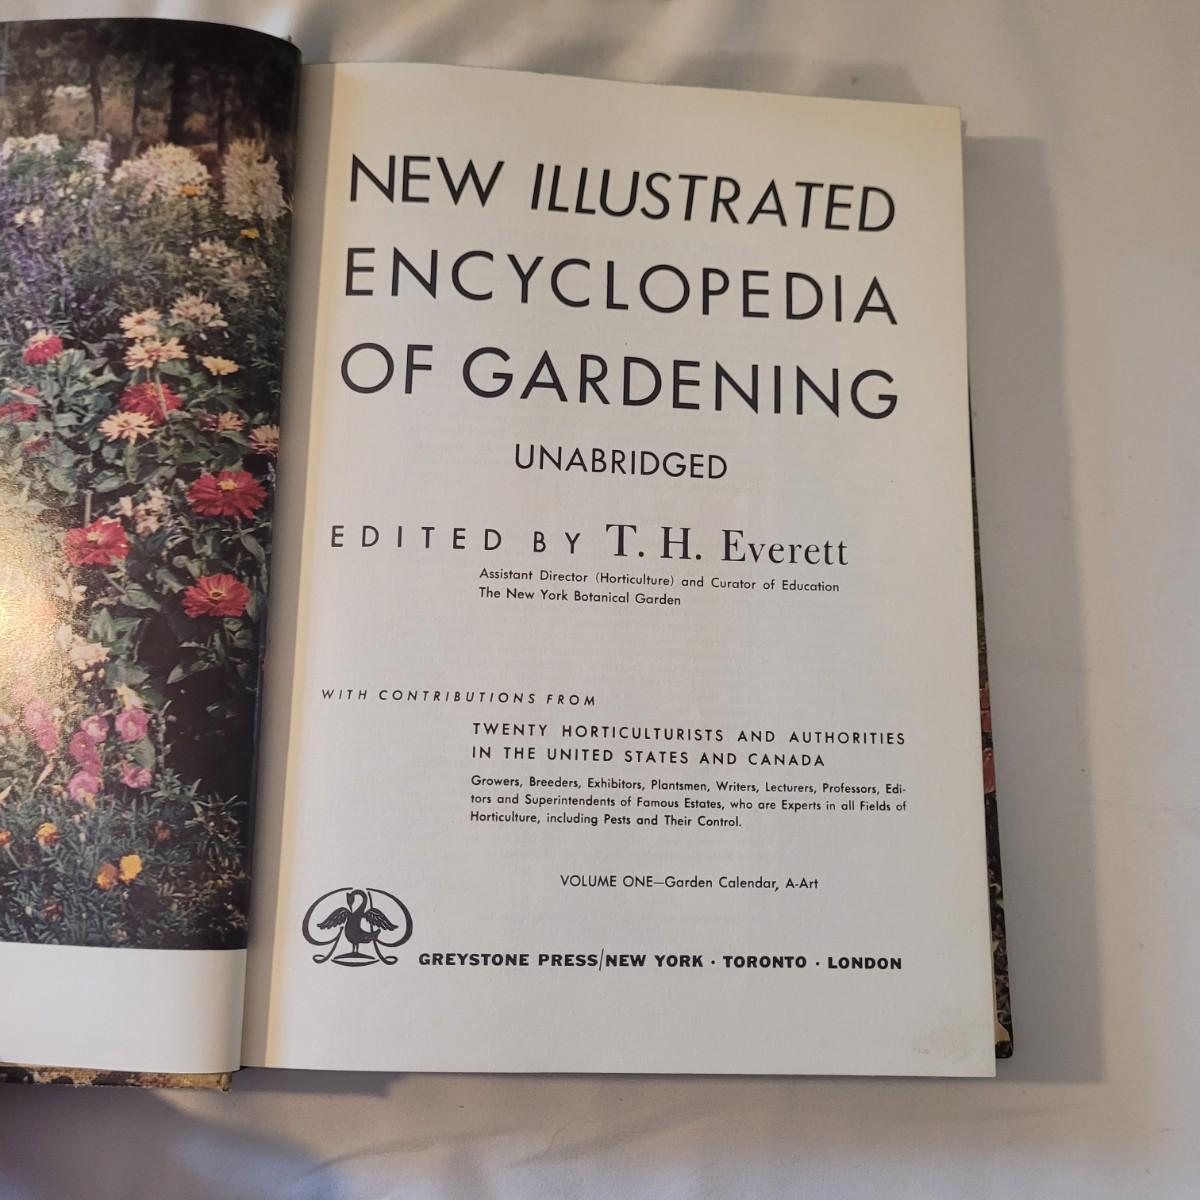 NEW ILLUSTRATED
ENCYCLOPEDIA
OF GARDENING
UNABRIDGED
EDITED BY T. H. Everett
Assistant Director (Horticulture) and Curator of Education
The New York Botanical Garden
WITH CONTRIBUTIONS FROM
TWENTY HORTICULTURISTS AND AUTHORITIES
IN THE UNITED STATES AND CANADA
Growers, Breeders, Exhibitors, Plantsmen, Writers, Lecturers, Professors, Edi-
tors and Superintendents of Famous Estates, who are Experts in all Fields of
Horticulture, including Pests and Their Control.
VOLUME ONE—Garden Calendar, A-Art
GREYSTONE PRESS/NEW YORK · TORONTO · LONDON